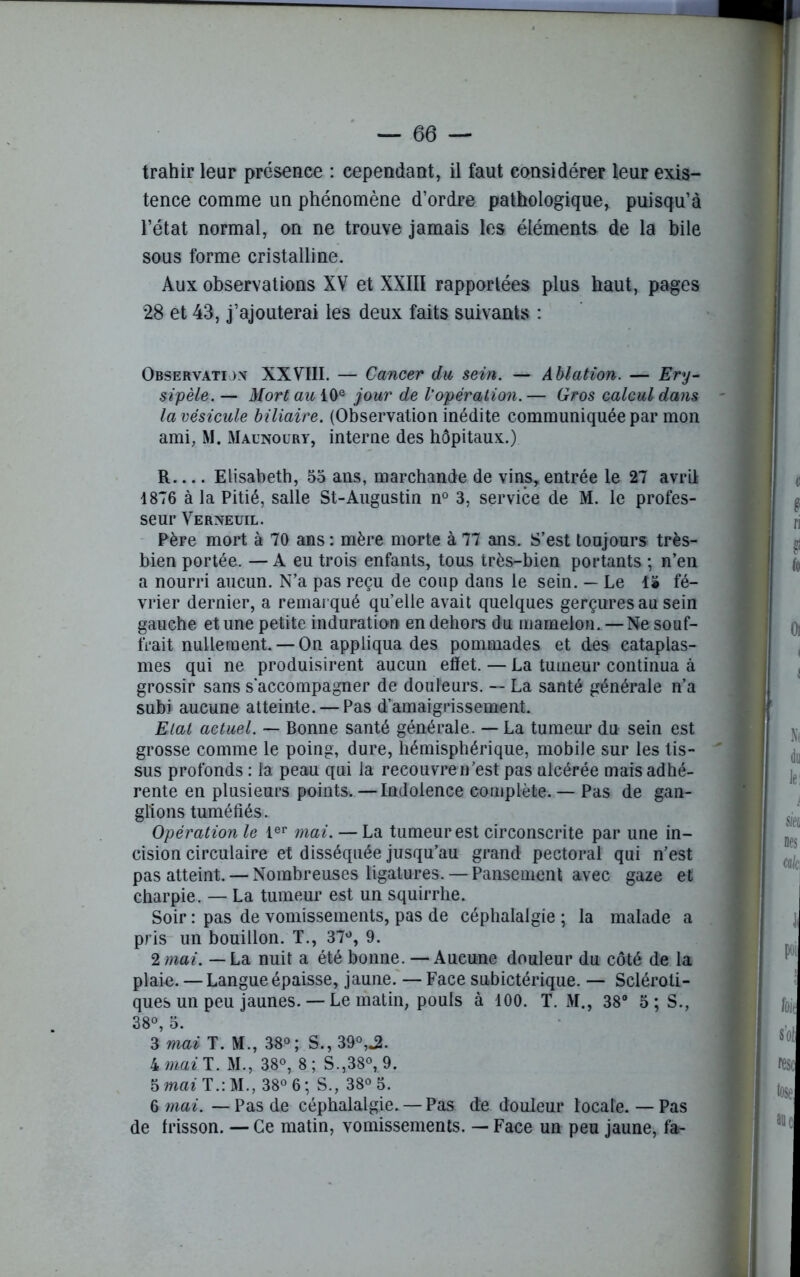 — 66 —
trahir leur présence : cependant, il faut considérer leur exis-
tence comme un phénomène d'ordre pathologique, puisqu'à
l'état normal, on ne trouve jamais les éléments de la bile
sous forme cristalline.
Aux observations XV et XXIII rapportées plus haut, pages
28 et 43, j'ajouterai les deux faits suivants :
OBSERVATION XXVIII. — Cancer du sein. — Ablation. — Ery-
sipèle. — Mort au 10e jour de l'opération. — Gros calcul dans
la vésicule biliaire. (Observation inédite communiquée par mon
ami, M. MAUNOURY, interne des hôpitaux.)
R.... Elisabeth, 55 ans, marchande de vins, entrée le 27 avril
1876 à la Pitié, salle St-Augustin n° 3, service de M. le profes-
seur VERNEUIL.
Père mort à 70 ans : mère morte à 77 ans. S'est toujours très-
bien portée. — A eu trois enfants, tous très-bien portants ; n'en
a nourri aucun. N'a pas reçu de coup dans le sein. — Le 15 fé-
vrier dernier, a remarqué qu'elle avait quelques gerçures au sein
gauche et une petite induration en dehors du mamelon. — Ne souf-
frait nullement. — On appliqua des pommades et des cataplas-
mes qui ne produisirent aucun effet. — La tumeur continua à
grossir sans s'accompagner de douleurs. — La santé générale n'a
subi aucune atteinte. — Pas d'amaigrissement.
Etat actuel. — Bonne santé générale. — La tumeur du sein est
grosse comme le poing, dure, hémisphérique, mobile sur les tis-
sus profonds : la peau qui la recouvre n'est pas ulcérée mais adhé-
rente en plusieurs points. — Indolence complète. — Pas de gan-
glions tuméfiés.
Opération le 1er mai. — La tumeur est circonscrite par une in-
cision circulaire et disséquée jusqu'au grand pectoral qui n'est
pas atteint. — Nombreuses ligatures. — Pansement avec gaze et
charpie. — La tumeur est un squirrhe.
Soir : pas de vomissements, pas de céphalalgie ; la malade a
pris un bouillon. T., 37°, 9.
2 mai. — La nuit a été bonne. — Aucune douleur du côté de la
plaie. — Langue épaisse, jaune. — Face subictérique. — Scléroti-
ques un peu jaunes. — Le matin, pouls à 100. T. M., 38° 5 ; S.,
38°, 5.
3 mai T. M., 38° ; S., 39°, 2.
4 mai T. M., 38°, 8 ; S., 38°, 9.
5 mai T.: M., 38° 6 ; S., 38° 5.
6 mai. — Pas de céphalalgie. — Pas de douleur locale. — Pas
de frisson. — Ce matin, vomissements. — Face un peu jaune, fa-